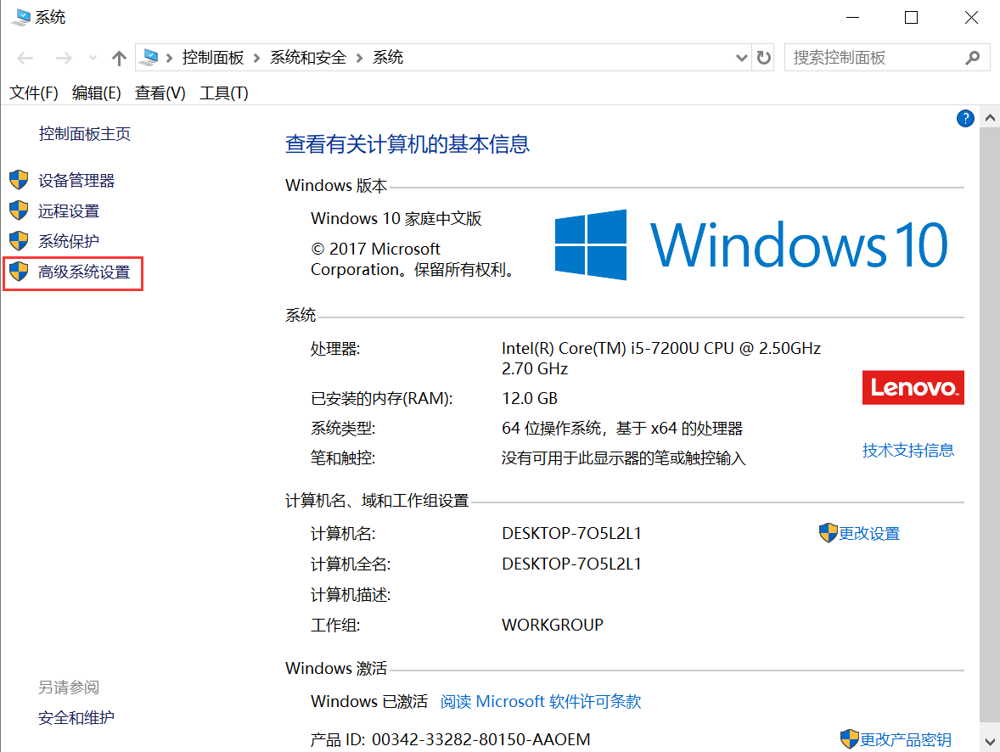 系统
控制面板 系统和安全 系统
搜索控制面板
文件(F) 编辑(E) 查看(V) 工具(T)
控制面板主页
设备管理器
远程设置
系统保护
高级系统设置
另请参阅
安全和维护
?
查看有关计算机的基本信息
Windows 版本
Windows 10 家庭中文版
© 2017 Microsoft
Corporation。保留所有权利。
Windows 10
系统
处理器: Intel(R) Core(TM) i5-7200U CPU @ 2.50GHz
2.70 GHz
已安装的内存(RAM): 12.0 GB
系统类型: 64 位操作系统，基于 x64 的处理器
笔和触控: 没有可用于此显示器的笔或触控输入
Lenovo
技术支持信息
计算机名、域和工作组设置
计算机名: DESKTOP-7O5L2L1 更改设置
计算机全名: DESKTOP-7O5L2L1
计算机描述:
工作组: WORKGROUP
Windows 激活
Windows 已激活 阅读 Microsoft 软件许可条款
产品 ID: 00342-33282-80150-AAOEM 更改产品密钥